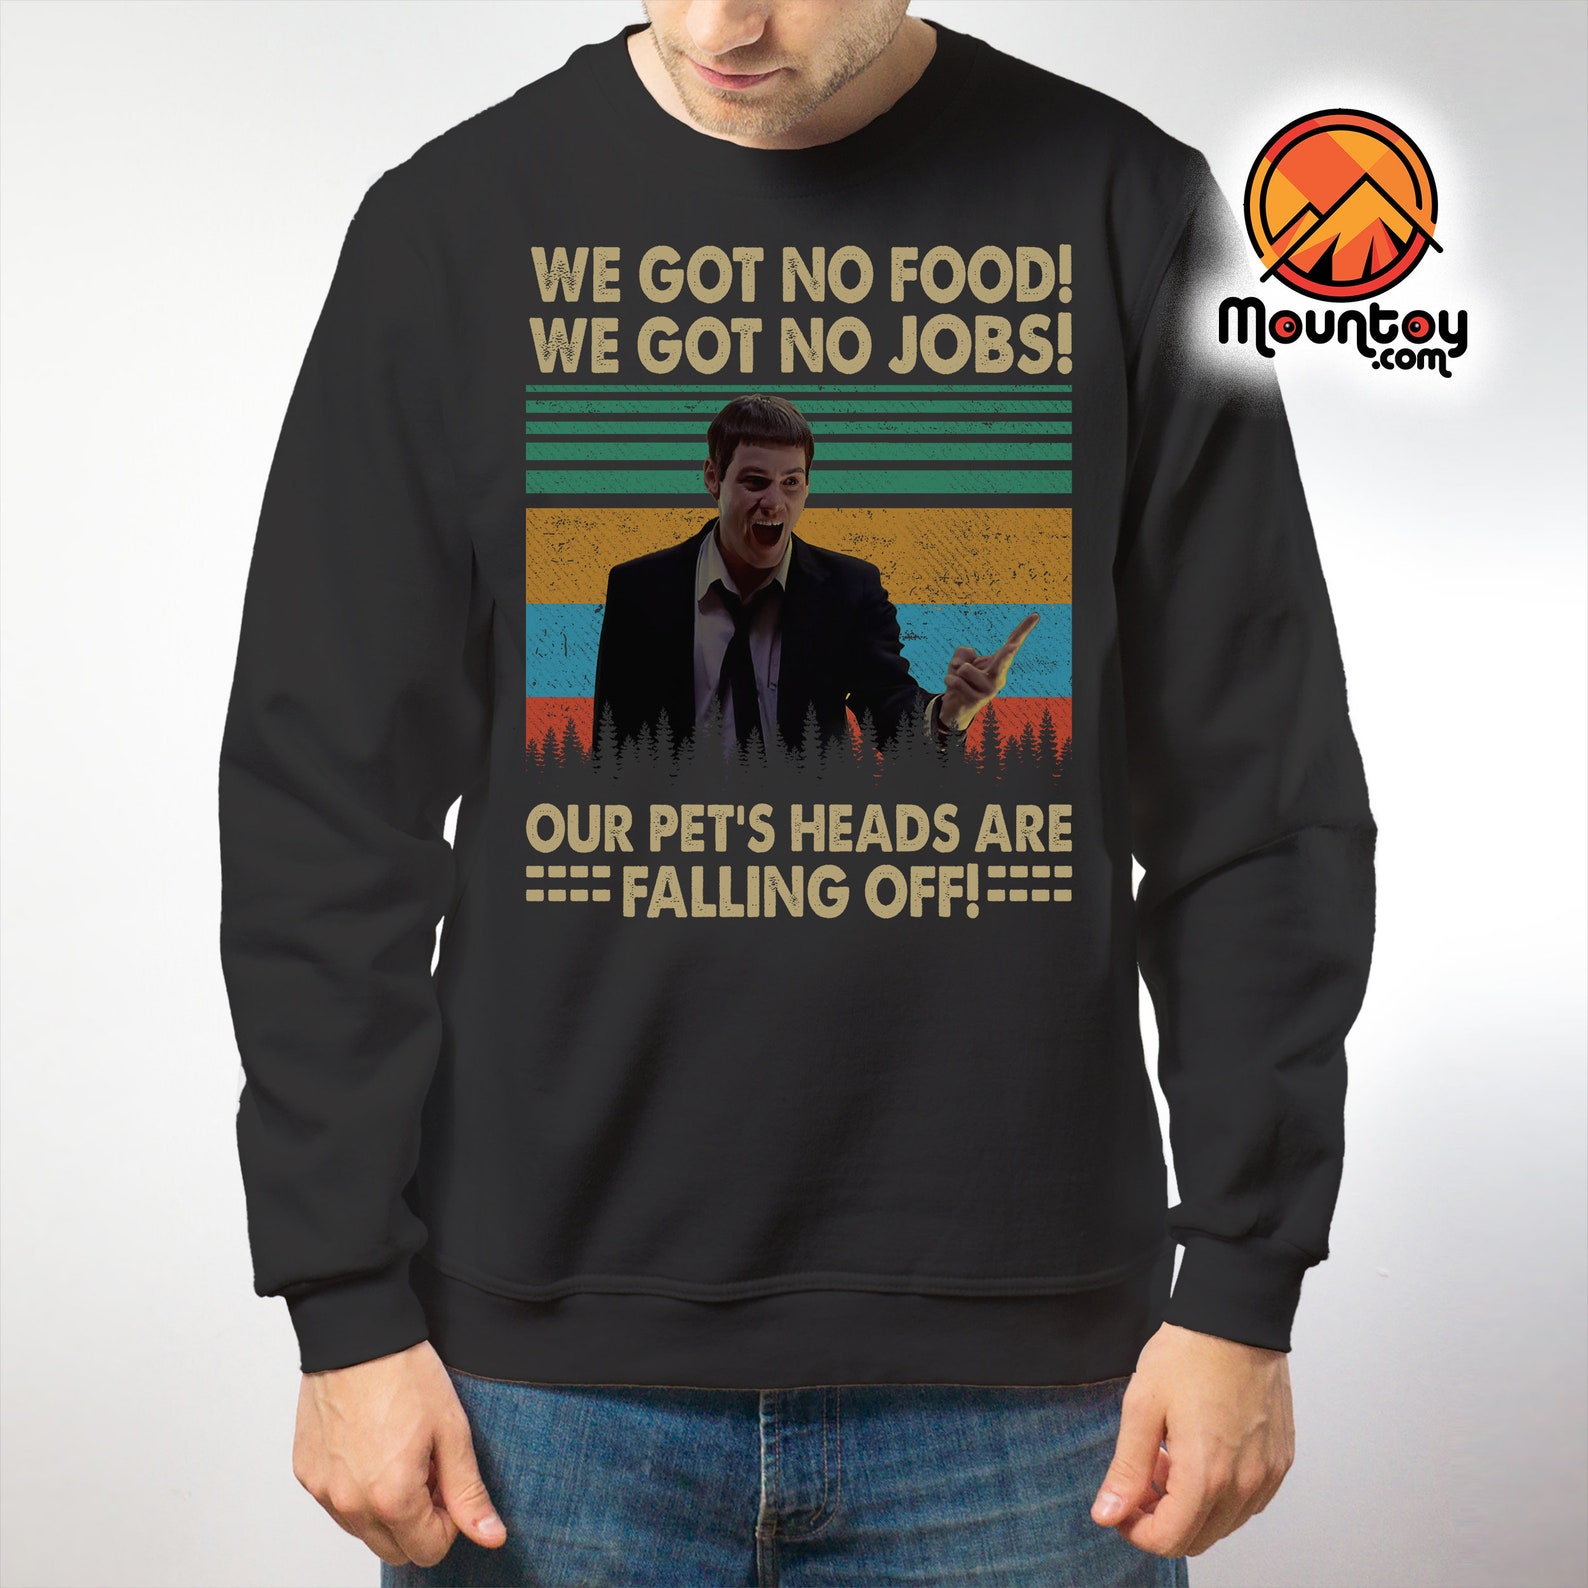 WE GOT NO FOOD!
WE GOT NO JOBS!
OUR PET'S HEADS ARE
FALLING OFF!
Mountoy
.com